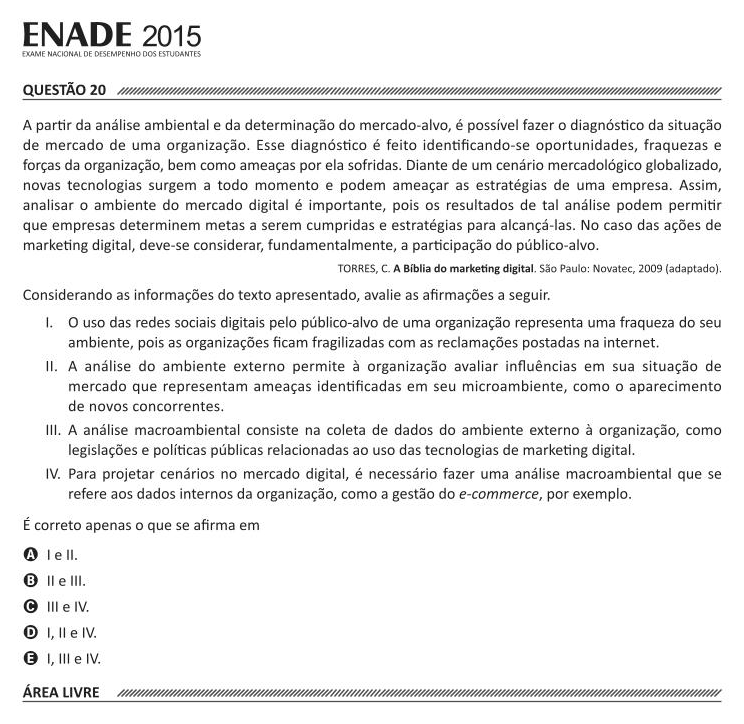 ENADE 2015
EXAME NACIONAL DE DESEMPENHO DOS ESTUDANTES
QUESTÃO 20
A partir da análise ambiental e da determinação do mercado-alvo, é possível fazer o diagnóstico da situação
de mercado de uma organização. Esse diagnóstico é feito identificando-se oportunidades, fraquezas e
forças da organização, bem como ameaças por ela sofridas. Diante de um cenário mercadológico globalizado,
novas tecnologias surgem a todo momento e podem ameaçar as estratégias de uma empresa. Assim,
analisar o ambiente do mercado digital é importante, pois os resultados de tal análise podem permitir
que empresas determinem metas a serem cumpridas e estratégias para alcançá-las. No caso das ações de
marketing digital, deve-se considerar, fundamentalmente, a participação do público-alvo.
TORRES, C. A Bíblia do marketing digital. São Paulo: Novatec, 2009 (adaptado).
Considerando as informações do texto apresentado, avalie as afirmações a seguir.
I. O uso das redes sociais digitais pelo público-alvo de uma organização representa uma fraqueza do seu
ambiente, pois as organizações ficam fragilizadas com as reclamações postadas na internet.
II. A análise do ambiente externo permite à organização avaliar influências em sua situação de
mercado que representam ameaças identificadas em seu microambiente, como o aparecimento
de novos concorrentes.
III. A análise macroambiental consiste na coleta de dados do ambiente externo à organização, como
legislações e políticas públicas relacionadas ao uso das tecnologias de marketing digital.
IV. Para projetar cenários no mercado digital, é necessário fazer uma análise macroambiental que se
refere aos dados internos da organização, como a gestão do e-commerce, por exemplo.
É correto apenas o que se afirma em
A I e II.
B II e III.
C III e IV.
D I, II e IV.
E I, III e IV.
ÁREA LIVRE